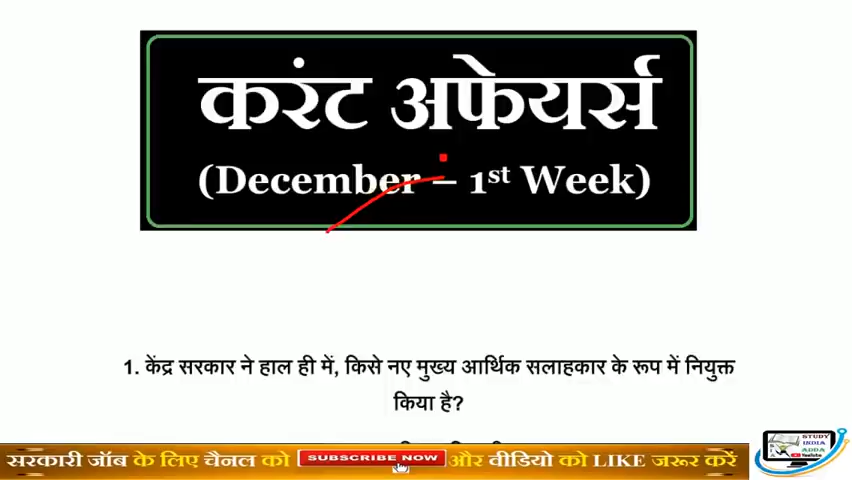 करंट अफेयर्स
(December – 1st Week)
1. केंद्र सरकार ने हाल ही में, किसे नए मुख्य आर्थिक सलाहकार के रूप में नियुक्त
किया है?
सरकारी जॉब के लिए चैनल को SUBSCRIBE NOW और वीडियो को LIKE जरूर करें
STUDY
INDIA
ADDA
YouTube